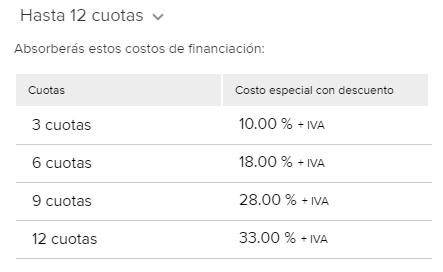 Hasta 12 cuotas
Absorberás estos costos de financiación:
Cuotas Costo especial con descuento
3 cuotas 10.00 % + IVA
6 cuotas 18.00 % + IVA
9 cuotas 28.00 % + IVA
12 cuotas 33.00 % + IVA